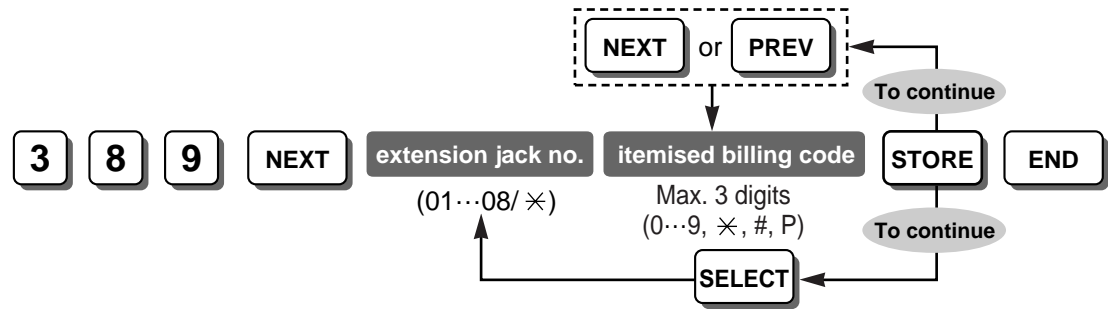 NEXT or PREV
To continue
3 8 9 NEXT extension jack no. itemised billing code STORE END
(01···08/ ✳) Max. 3 digits
(0···9, ✳, #, P)
To continue
SELECT